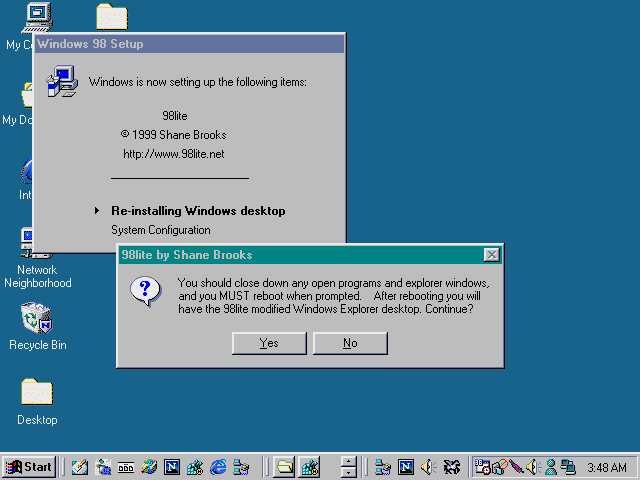 My C
Windows 98 Setup
Windows is now setting up the following items:
98lite
© 1999 Shane Brooks
http://www.98lite.net
My Do
Int
Re-installing Windows desktop
System Configuration
98lite by Shane Brooks
You should close down any open programs and explorer windows,
and you MUST reboot when prompted. After rebooting you will
have the 98lite modified Windows Explorer desktop. Continue?
Yes
No
Network
Neighborhood
Recycle Bin
Desktop
Start
3:48 AM